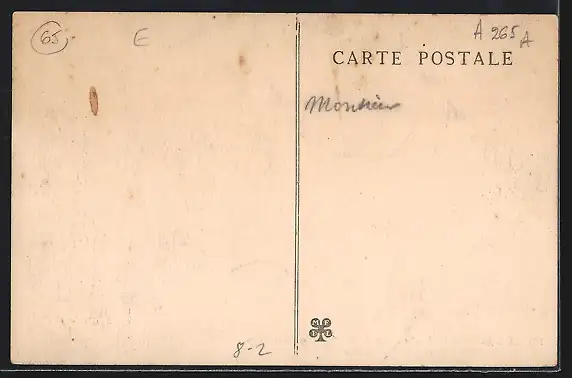 65
E
A 265 A
CARTE POSTALE
Monsieur
8-2